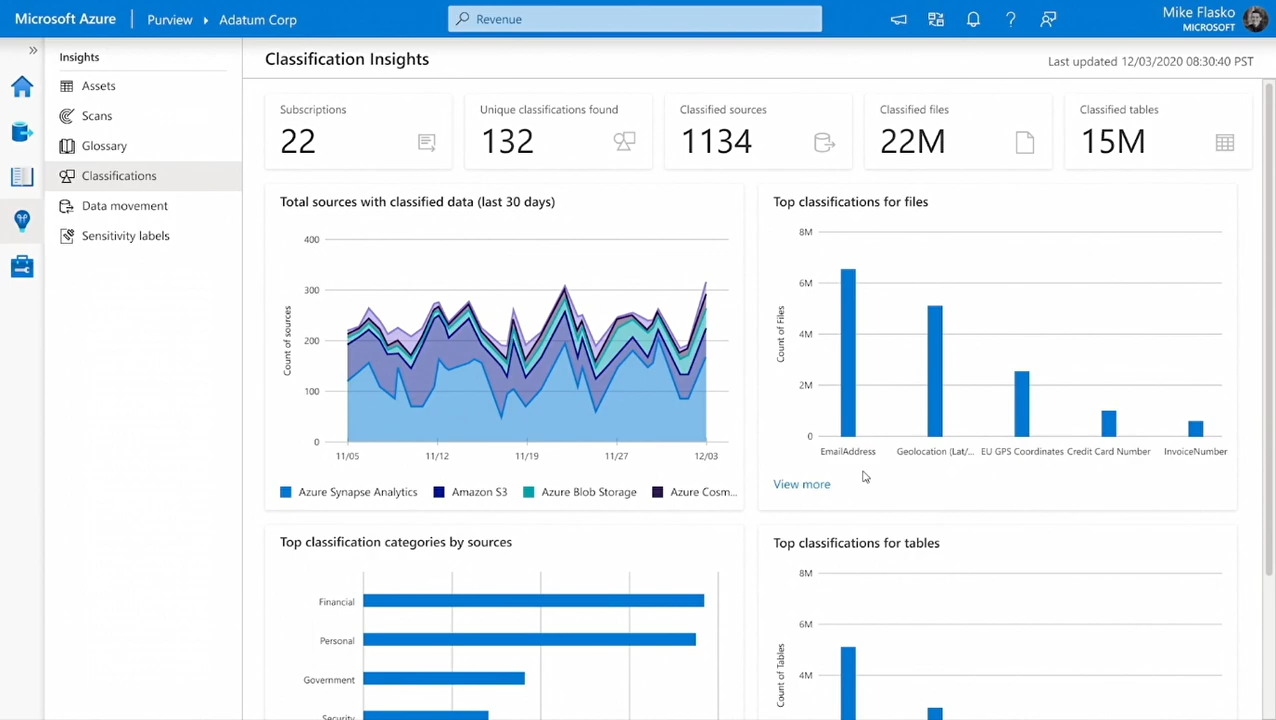 Microsoft Azure
Purview
Adatum Corp
Revenue
Mike Flasko
MICROSOFT
Insights
Assets
Scans
Glossary
Classifications
Data movement
Sensitivity labels
Classification Insights
Last updated 12/03/2020 08:30:40 PST
Subscriptions
22
Unique classifications found
132
Classified sources
1134
Classified files
22M
Classified tables
15M
Total sources with classified data (last 30 days)
400
300
200
100
0
Count of sources
11/05 11/12 11/19 11/27 12/03
Azure Synapse Analytics Amazon S3 Azure Blob Storage Azure Cosm...
Top classifications for files
8M
6M
4M
2M
0
Count of Files
EmailAddress Geolocation (Lat/... EU GPS Coordinates Credit Card Number InvoiceNumber
View more
Top classification categories by sources
Financial
Personal
Government
Security
Top classifications for tables
8M
6M
4M
Count of Tables